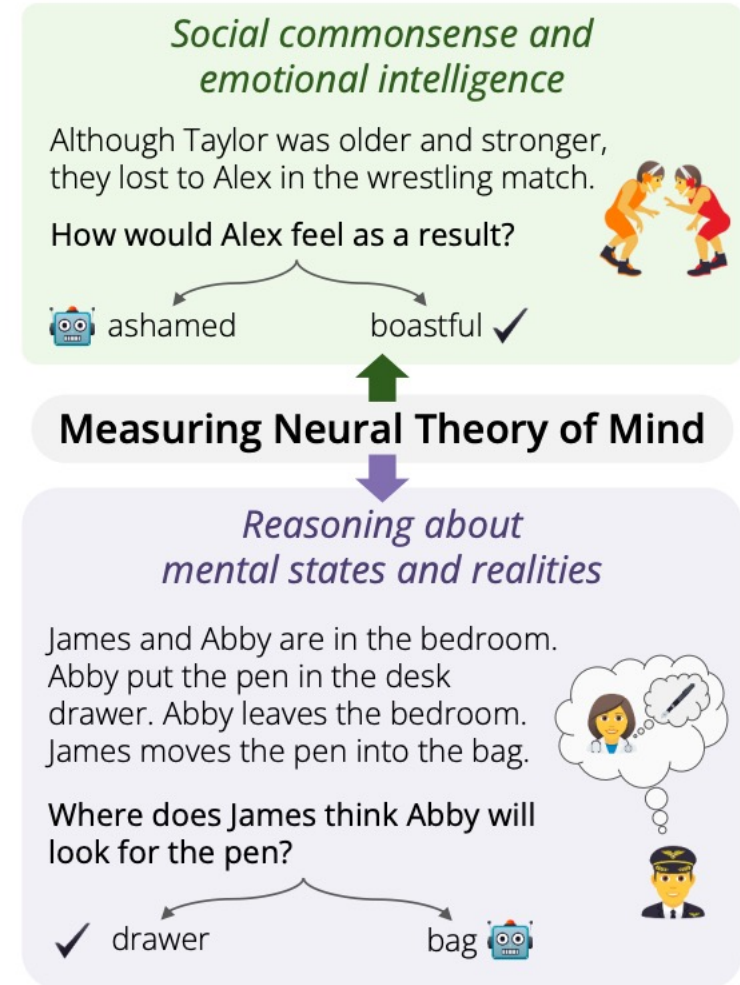 Social commonsense and
emotional intelligence
Although Taylor was older and stronger,
they lost to Alex in the wrestling match.
How would Alex feel as a result?
ashamed boastful
Measuring Neural Theory of Mind
Reasoning about
mental states and realities
James and Abby are in the bedroom.
Abby put the pen in the desk
drawer. Abby leaves the bedroom.
James moves the pen into the bag.
Where does James think Abby will
look for the pen?
drawer bag